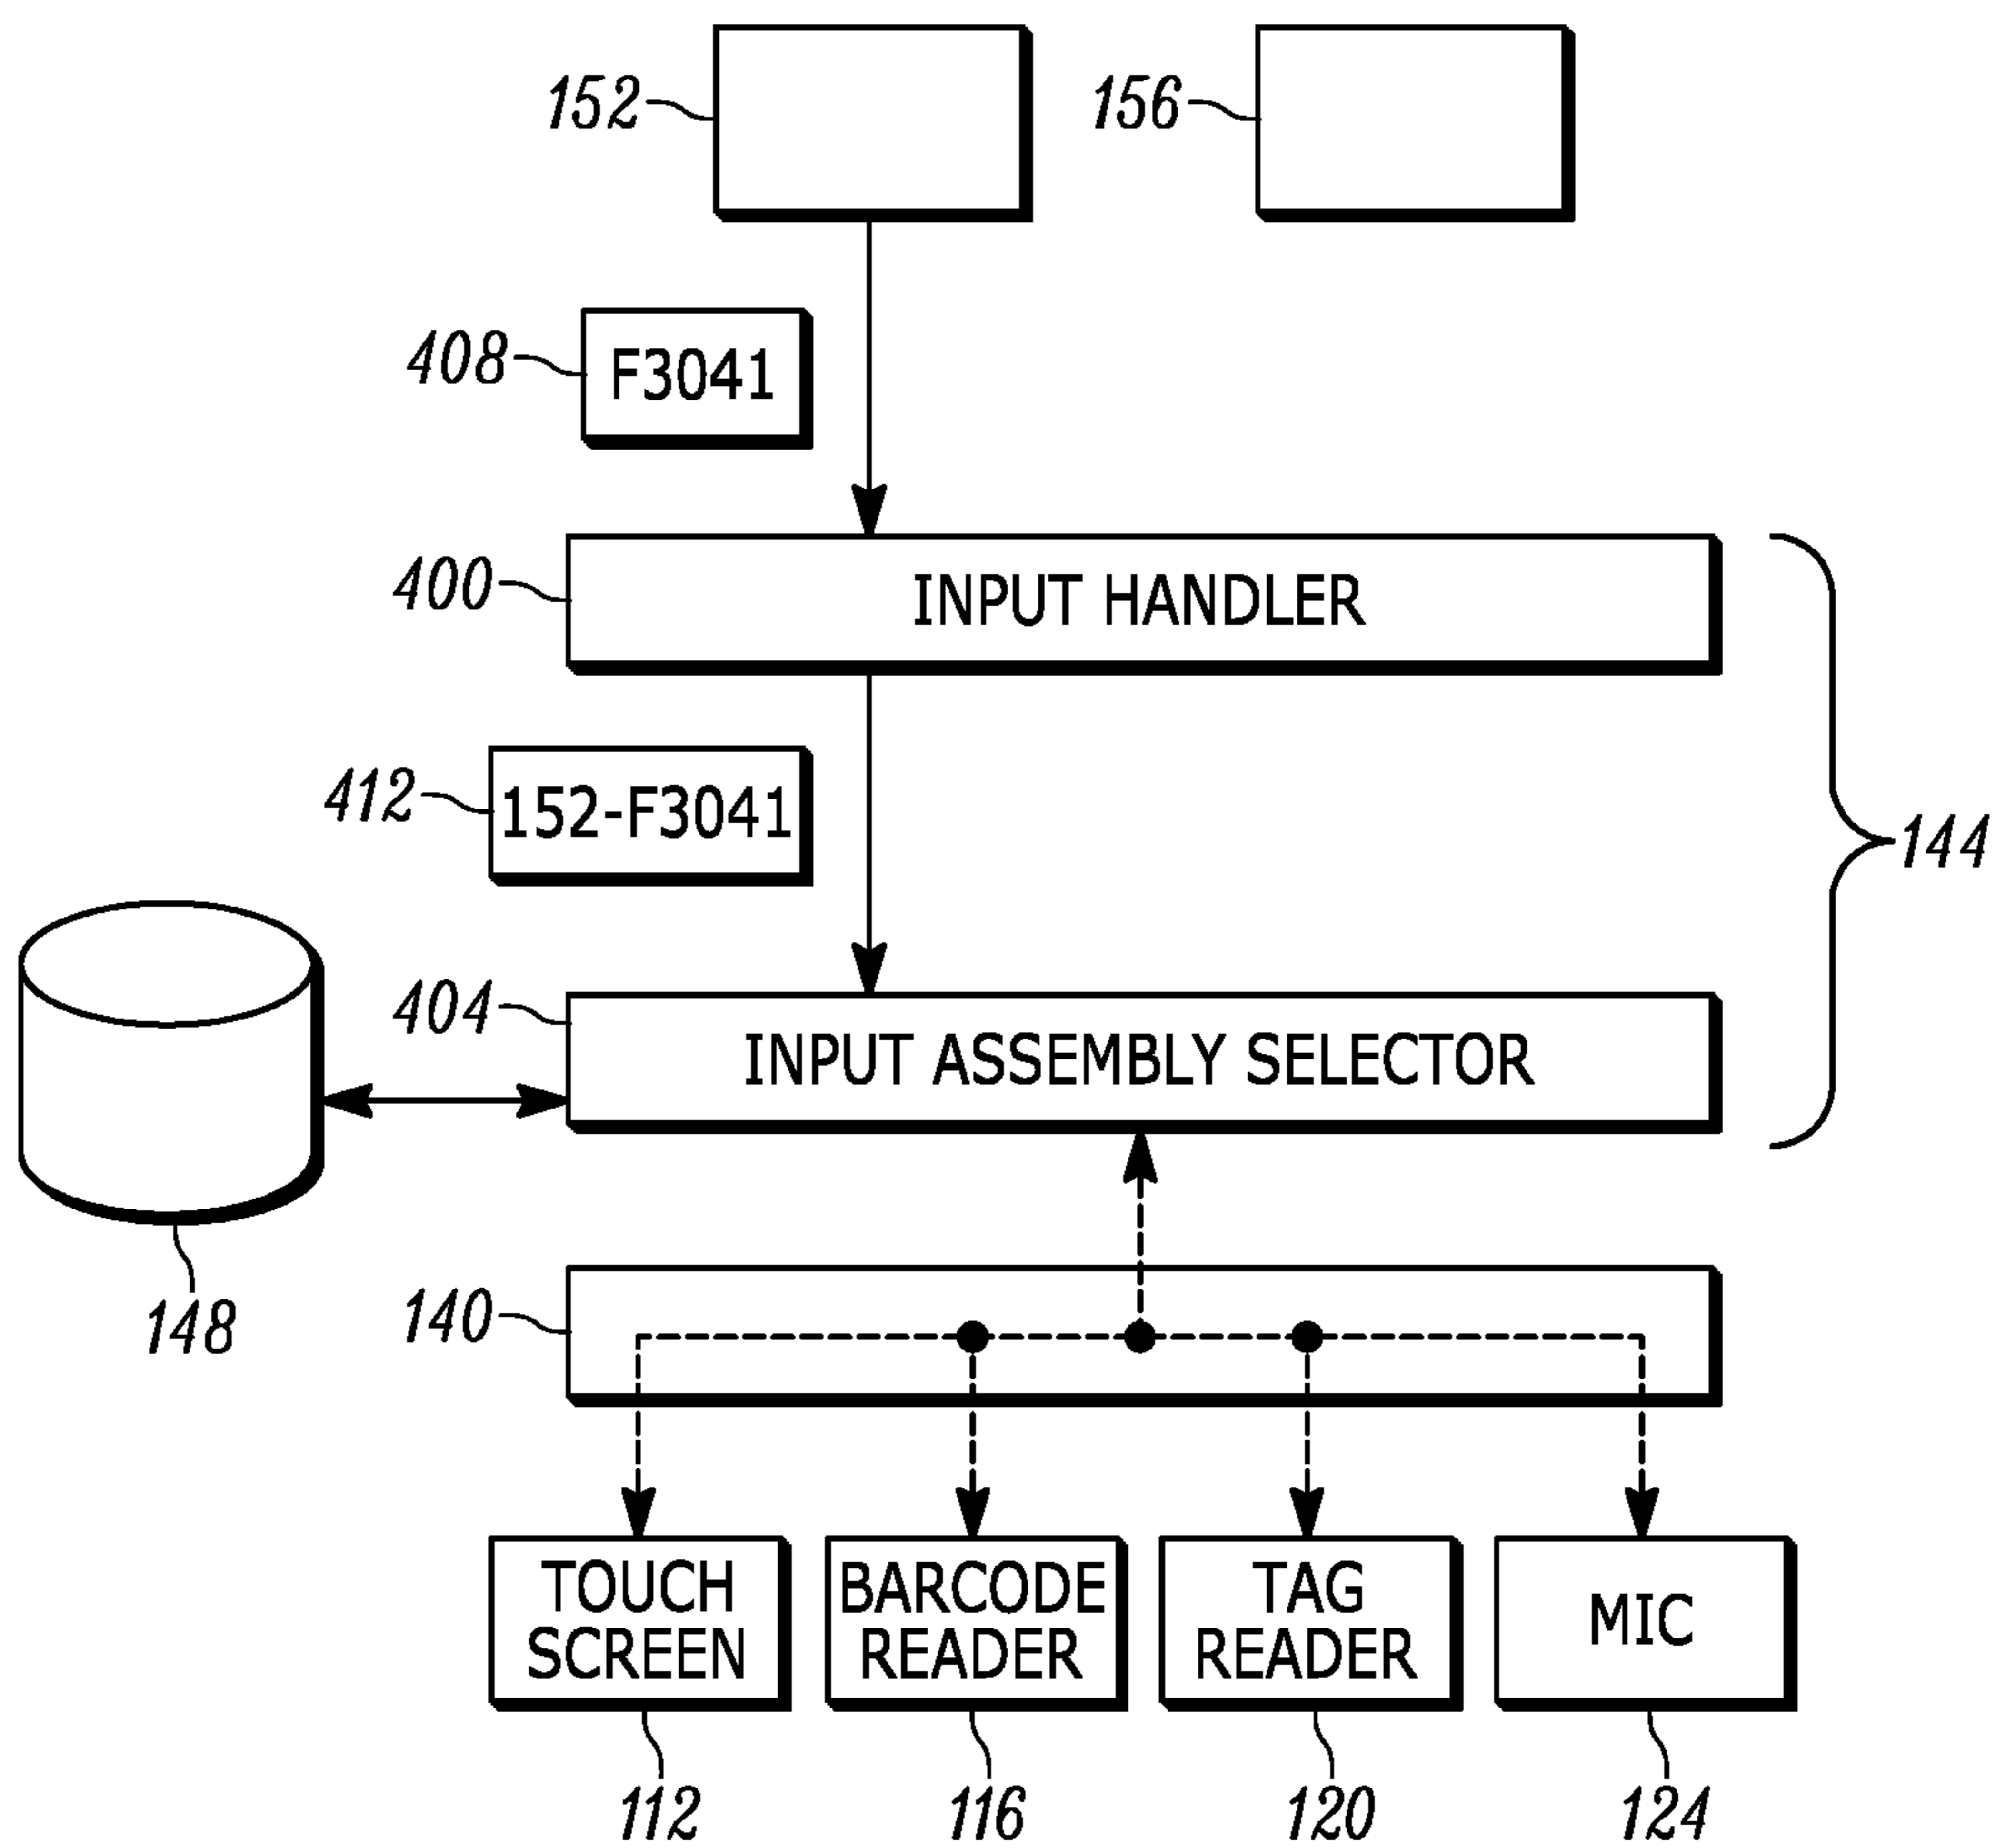 152
156
408
F3041
400
INPUT HANDLER
412
152-F3041
144
404
INPUT ASSEMBLY SELECTOR
148
140
TOUCH
SCREEN
BARCODE
READER
TAG
READER
MIC
112
116
120
124